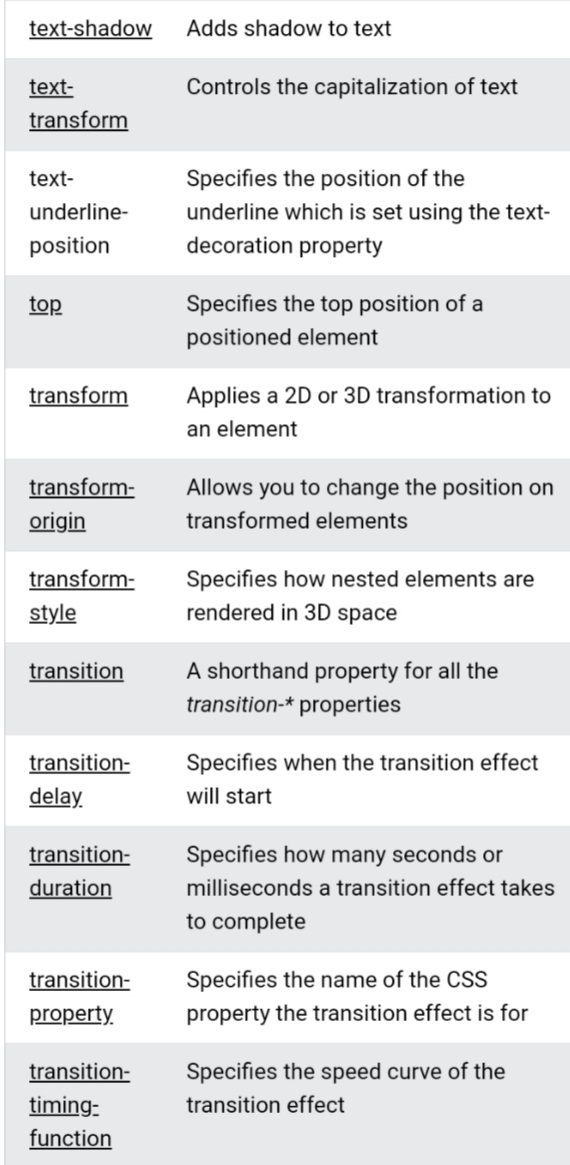 text-shadow Adds shadow to text
text- Controls the capitalization of text
transform
text- Specifies the position of the
underline- underline which is set using the text-
position decoration property
top Specifies the top position of a
positioned element
transform Applies a 2D or 3D transformation to
an element
transform- Allows you to change the position on
origin transformed elements
transform- Specifies how nested elements are
style rendered in 3D space
transition A shorthand property for all the
transition-* properties
transition- Specifies when the transition effect
delay will start
transition- Specifies how many seconds or
duration milliseconds a transition effect takes
to complete
transition- Specifies the name of the CSS
property property the transition effect is for
transition- Specifies the speed curve of the
timing- transition effect
function